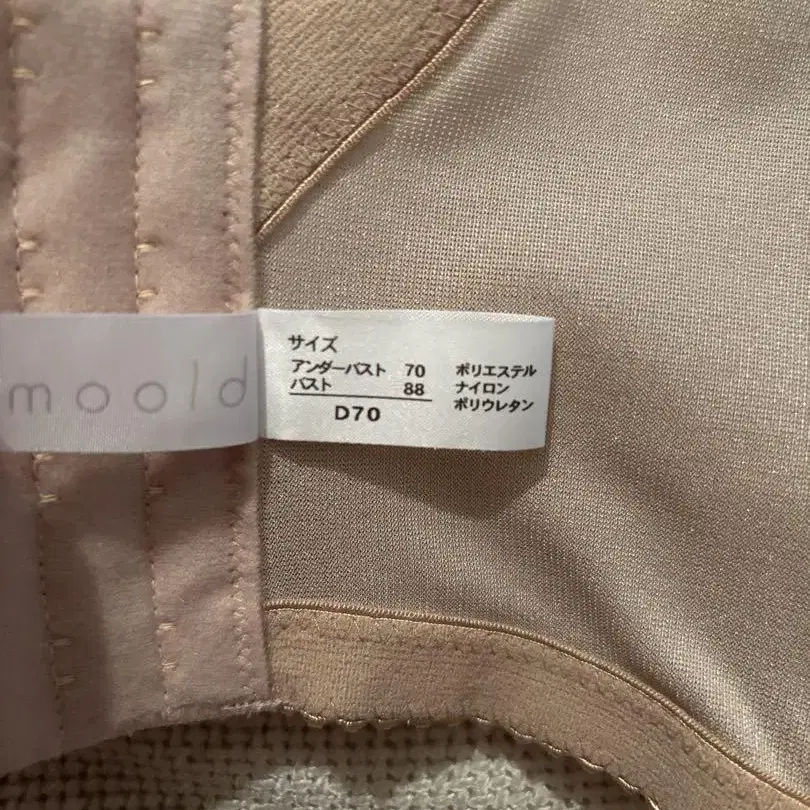 moold
サイズ
アンダーバスト 70
バスト 88
D70
ポリエステル
ナイロン
ポリウレタン